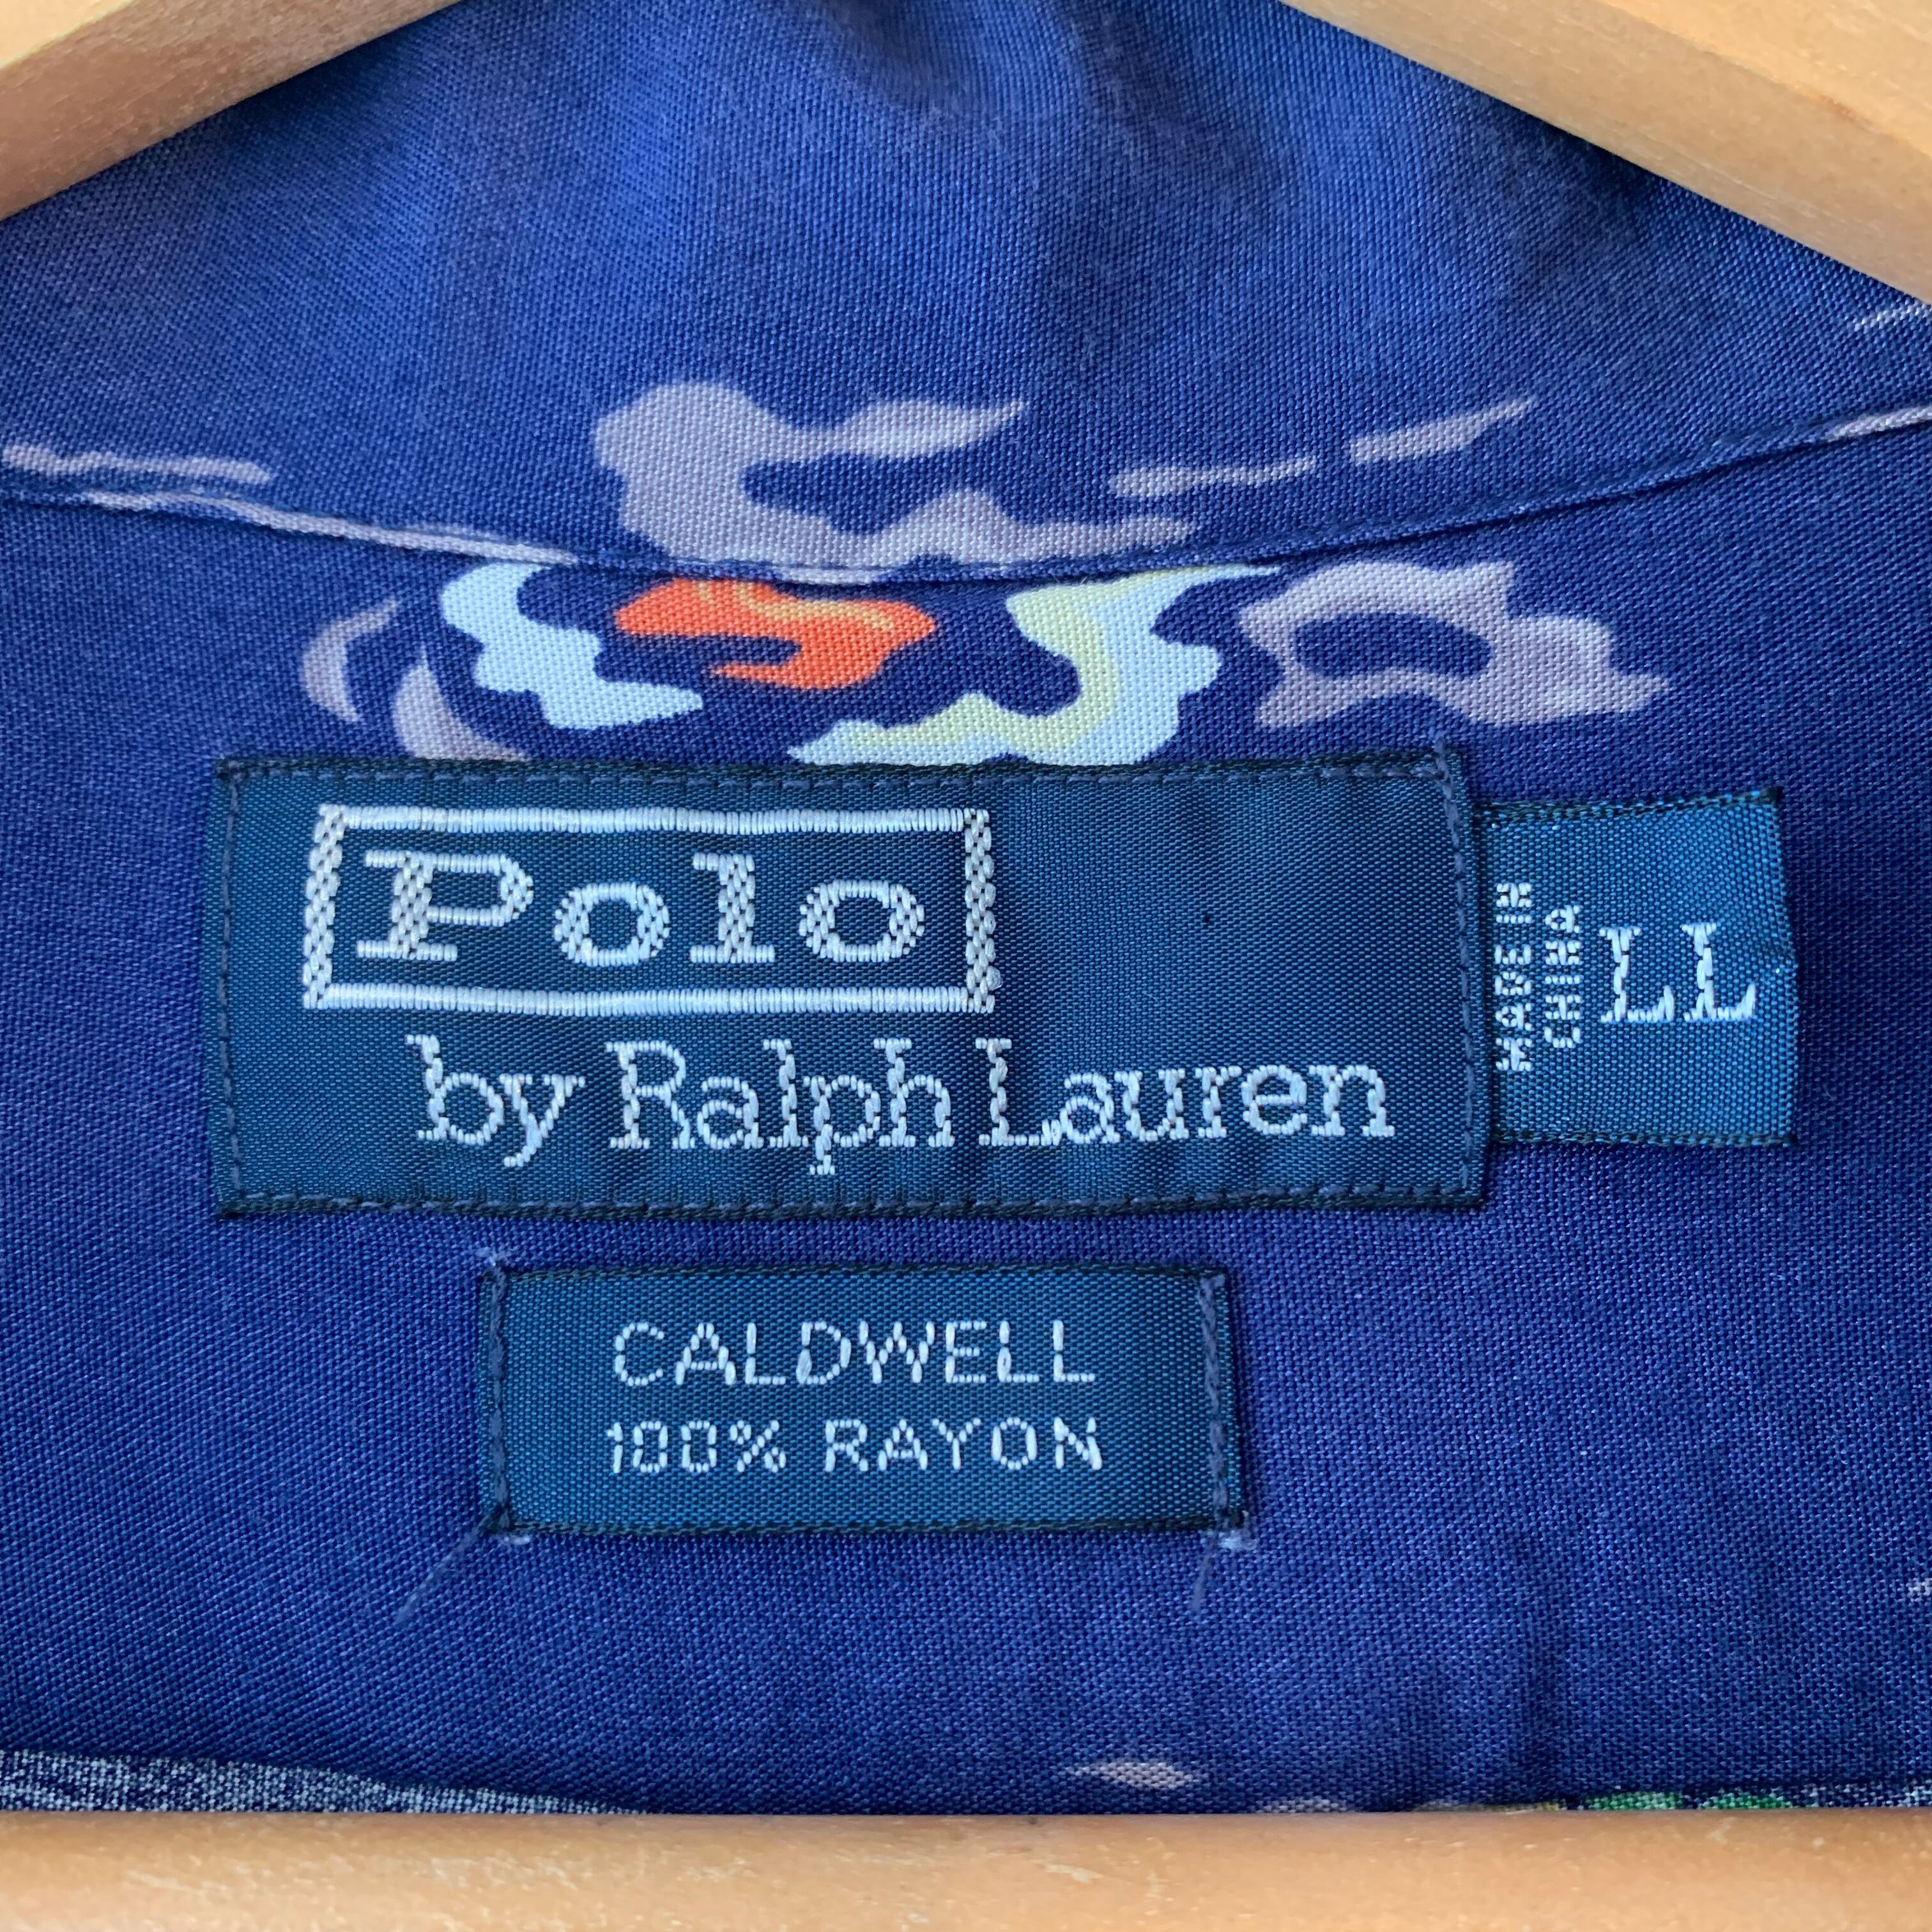 Polo
by Ralph Lauren
MADE IN
CHINA
LL
CALDWELL
100% RAYON